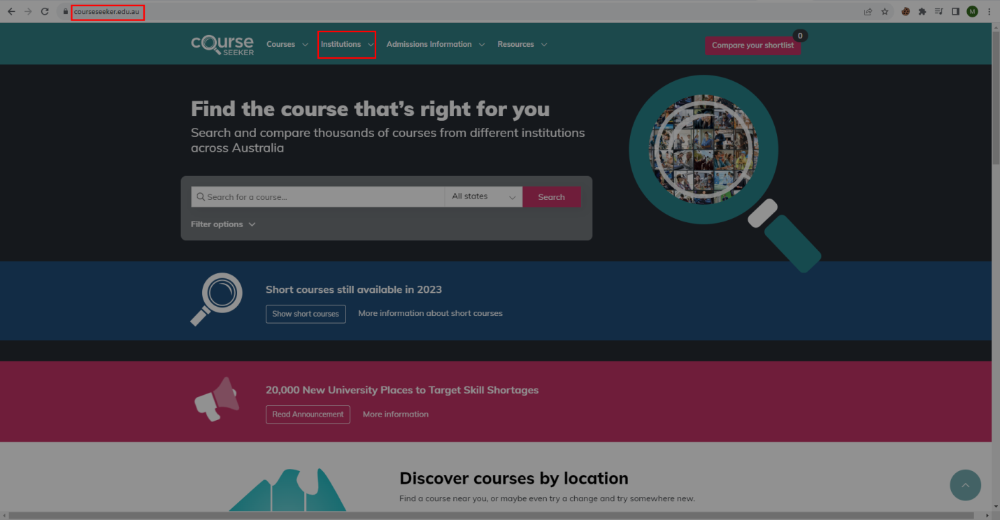 courseseeker.edu.au
M
cOurse
SEEKER
Courses
Institutions
Admissions Information
Resources
Compare your shortlist
0
Find the course that's right for you
Search and compare thousands of courses from different institutions
across Australia
Search for a course...
All states
Search
Filter options
Short courses still available in 2023
Show short courses
More information about short courses
20,000 New University Places to Target Skill Shortages
Read Announcement
More information
Discover courses by location
Find a course near you, or maybe even try a change and try somewhere new.